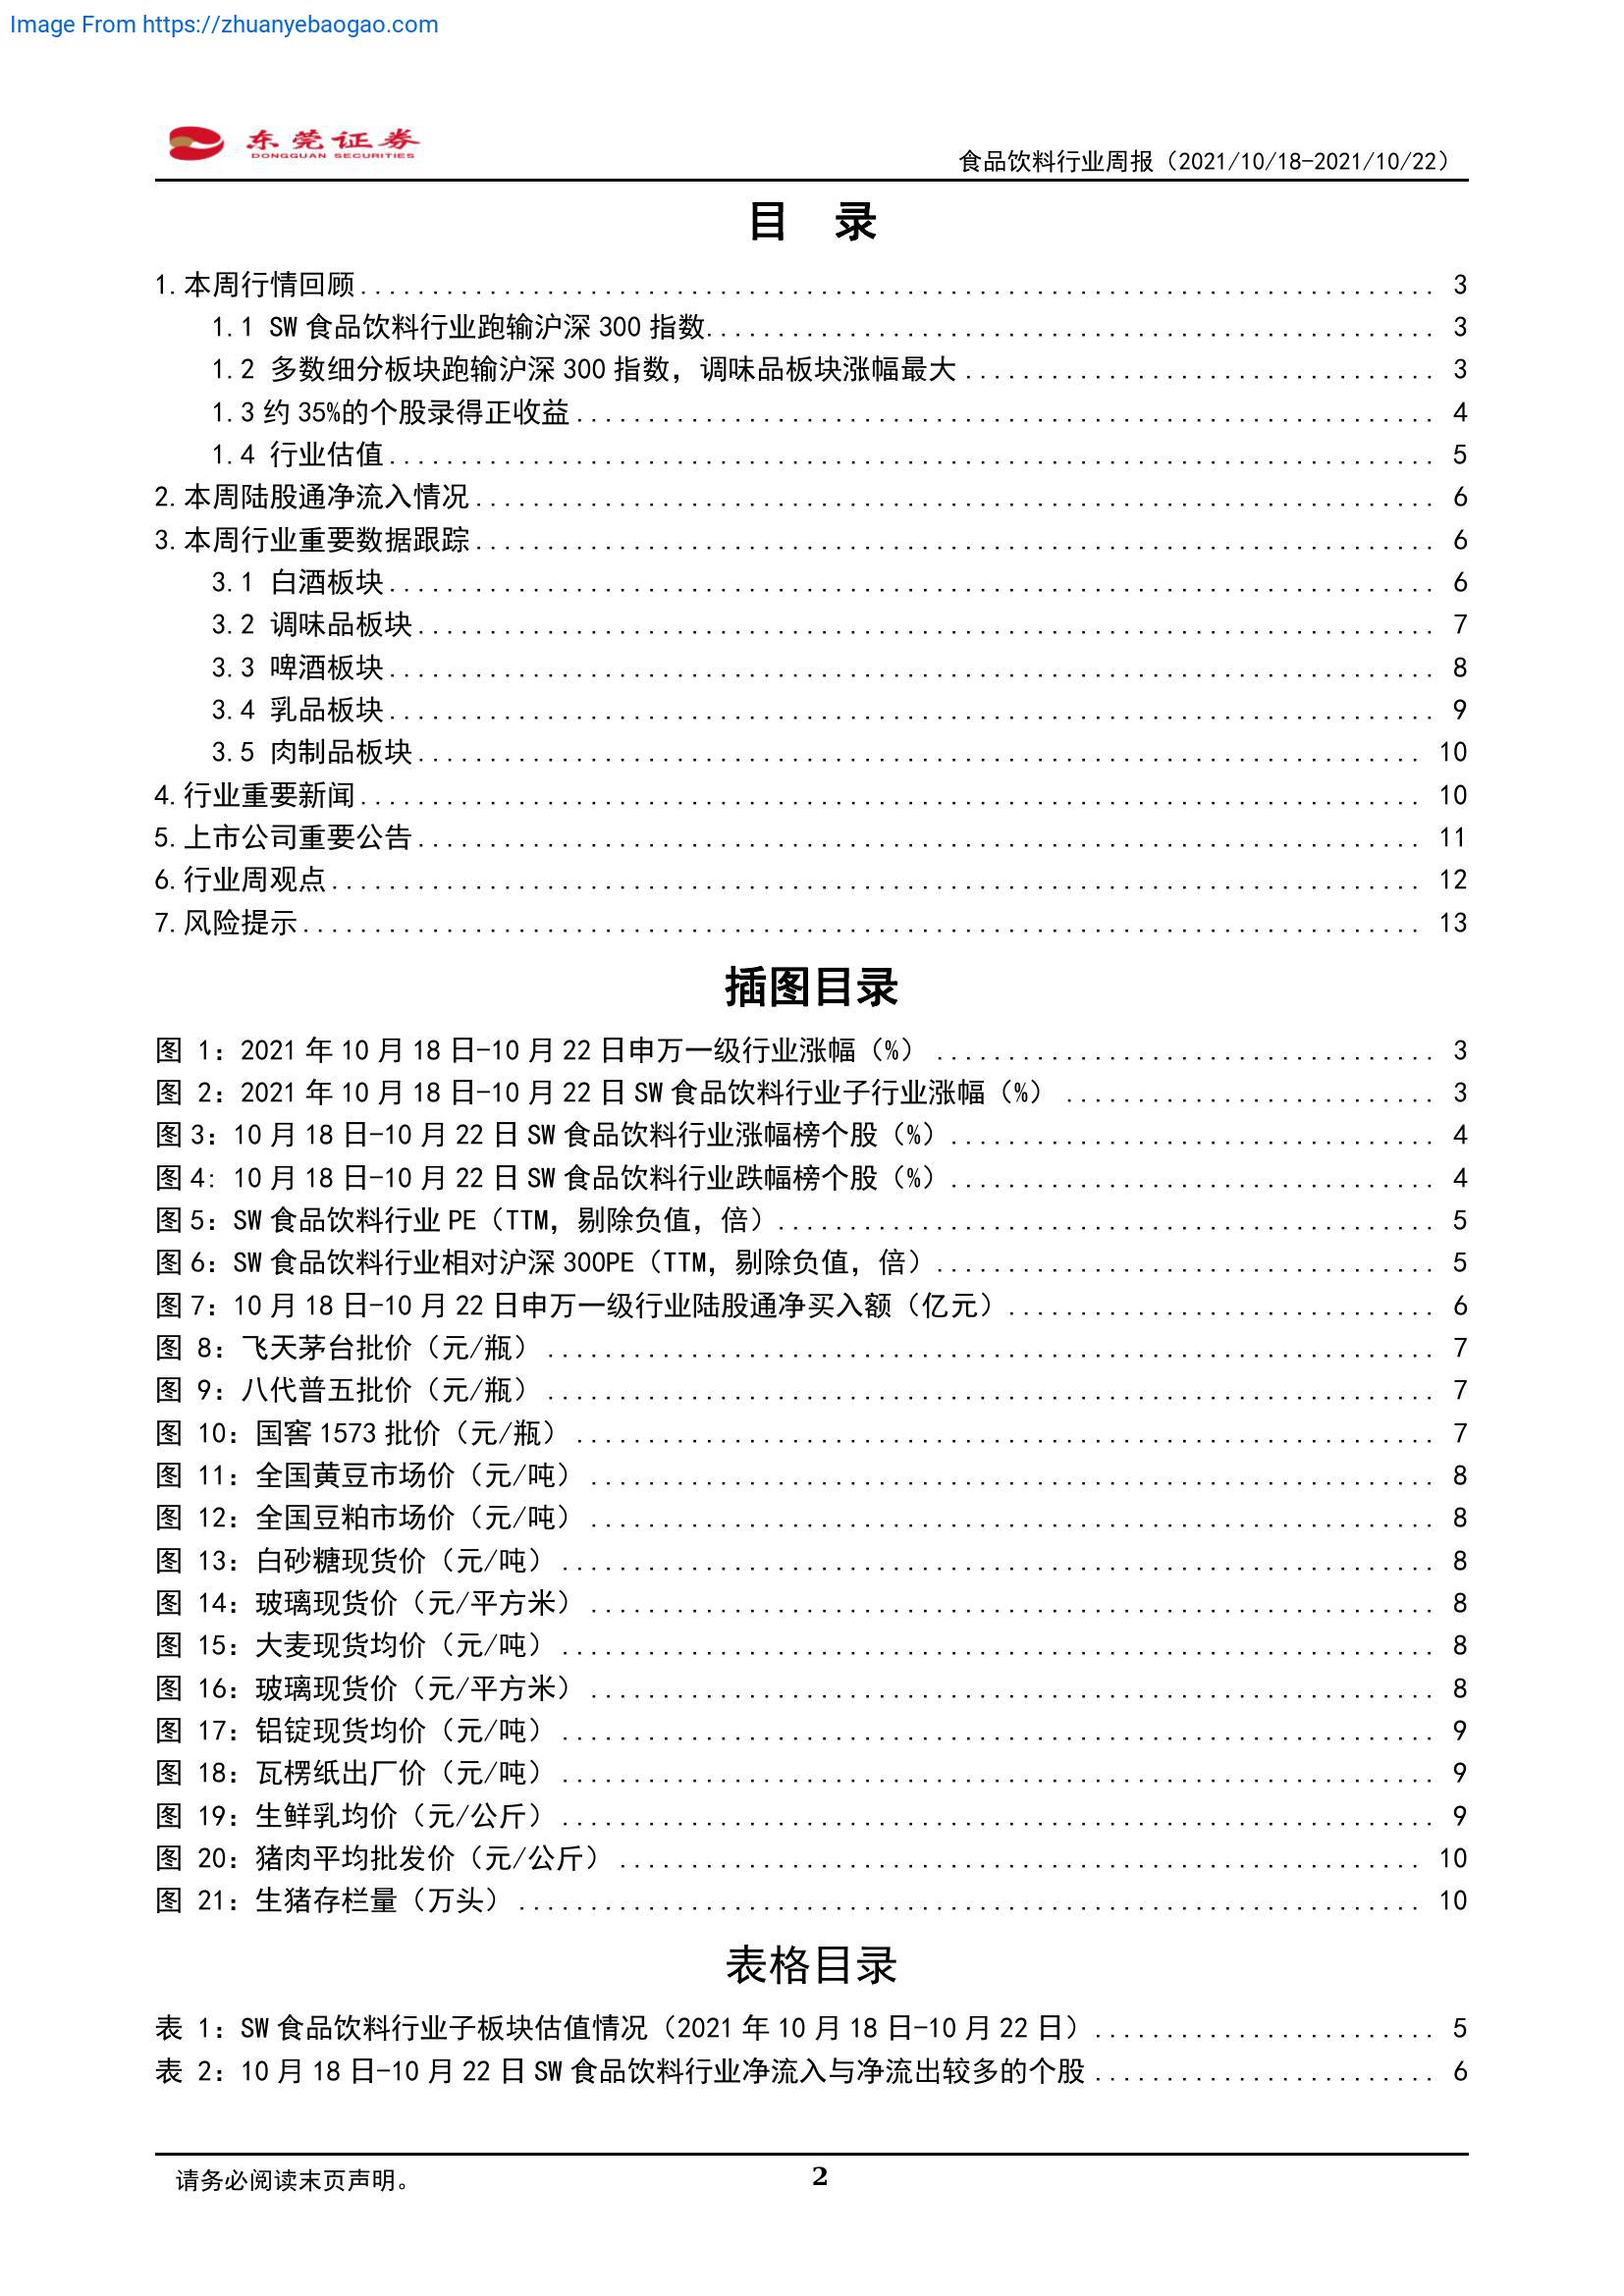 Image From https://zhuanyebaogao.com
东莞证券
DONGGUAN SECURITIES
食品饮料行业周报（2021/10/18-2021/10/22）
目 录
1.本周行情回顾 3
1.1 SW 食品饮料行业跑输沪深 300 指数 3
1.2 多数细分板块跑输沪深 300 指数，调味品板块涨幅最大 3
1.3 约 35%的个股录得正收益 4
1.4 行业估值 5
2.本周陆股通净流入情况 6
3.本周行业重要数据跟踪 6
3.1 白酒板块 6
3.2 调味品板块 7
3.3 啤酒板块 8
3.4 乳品板块 9
3.5 肉制品板块 10
4.行业重要新闻 10
5.上市公司重要公告 11
6.行业周观点 12
7.风险提示 13
插图目录
图 1：2021 年 10 月 18 日-10 月 22 日申万一级行业涨幅（%） 3
图 2：2021 年 10 月 18 日-10 月 22 日 SW 食品饮料行业子行业涨幅（%） 3
图 3：10 月 18 日-10 月 22 日 SW 食品饮料行业涨幅榜个股（%） 4
图 4: 10 月 18 日-10 月 22 日 SW 食品饮料行业跌幅榜个股（%） 4
图 5：SW 食品饮料行业 PE（TTM，剔除负值，倍） 5
图 6：SW 食品饮料行业相对沪深 300PE（TTM，剔除负值，倍） 5
图 7：10 月 18 日-10 月 22 日申万一级行业陆股通净买入额（亿元） 6
图 8：飞天茅台批价（元/瓶） 7
图 9：八代普五批价（元/瓶） 7
图 10：国窖 1573 批价（元/瓶） 7
图 11：全国黄豆市场价（元/吨） 8
图 12：全国豆粕市场价（元/吨） 8
图 13：白砂糖现货价（元/吨） 8
图 14：玻璃现货价（元/平方米） 8
图 15：大麦现货均价（元/吨） 8
图 16：玻璃现货价（元/平方米） 8
图 17：铝锭现货均价（元/吨） 9
图 18：瓦楞纸出厂价（元/吨） 9
图 19：生鲜乳均价（元/公斤） 9
图 20：猪肉平均批发价（元/公斤） 10
图 21：生猪存栏量（万头） 10
表格目录
表 1：SW 食品饮料行业子板块估值情况（2021 年 10 月 18 日-10 月 22 日） 5
表 2：10 月 18 日-10 月 22 日 SW 食品饮料行业净流入与净流出较多的个股 6
请务必阅读末页声明。
2